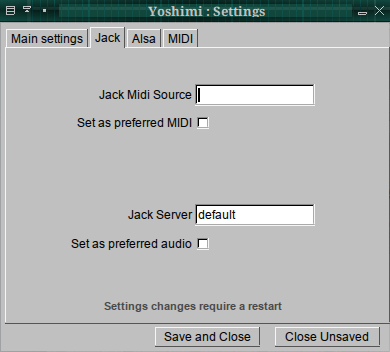 Yoshimi : Settings
Main settings Jack Alsa MIDI
Jack Midi Source
Set as preferred MIDI
Jack Server default
Set as preferred audio
Settings changes require a restart
Save and Close Close Unsaved